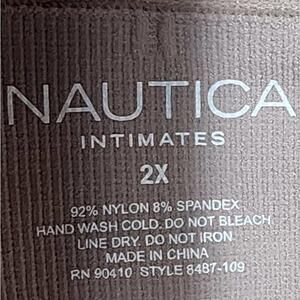 NAUTICA
INTIMATES
2X
92% NYLON 8% SPANDEX
HAND WASH COLD. DO NOT BLEACH
LINE DRY. DO NOT IRON
MADE IN CHINA
RN 90410 STYLE 8487-109